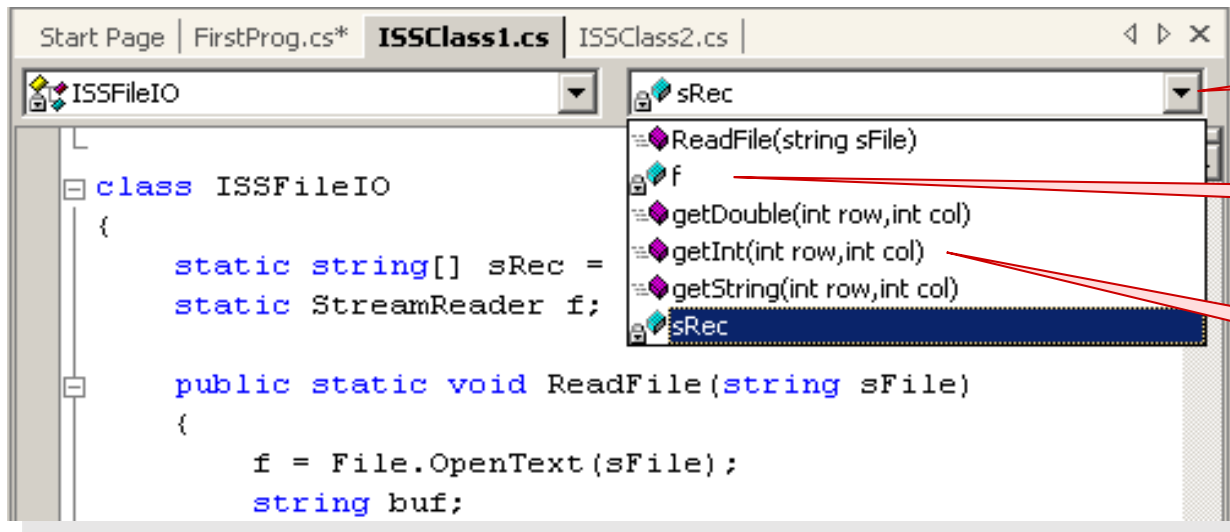 Start Page FirstProg.cs* ISSClass1.cs ISSClass2.cs
ISSFileIO
sRec
ReadFile(string sFile)
f
getDouble(int row,int col)
getInt(int row,int col)
getString(int row,int col)
sRec
class ISSFileIO
{
static string[] sRec =
static StreamReader f;
public static void ReadFile(string sFile)
{
f = File.OpenText(sFile);
string buf;